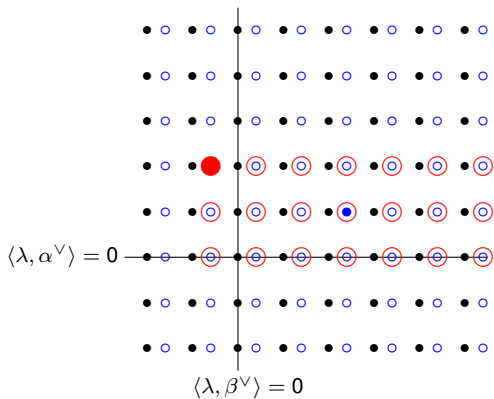 ⟨λ, α∨⟩ = 0
⟨λ, β∨⟩ = 0